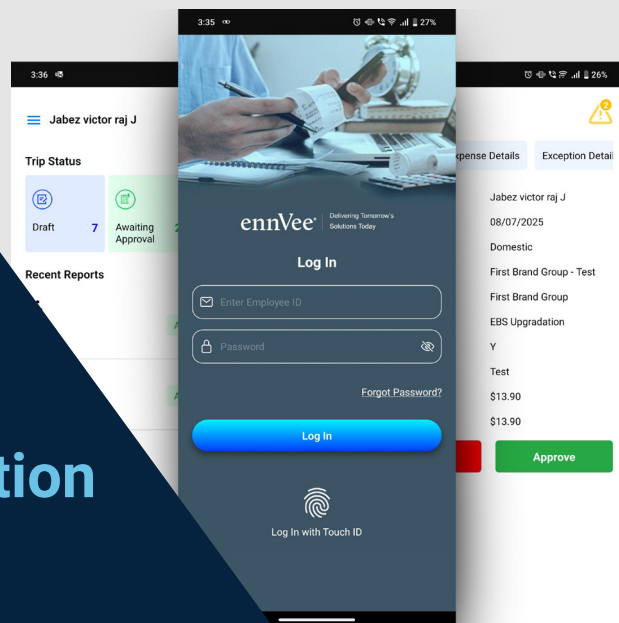 3:36
Jabez victor raj J
Trip Status
Draft 7
Awaiting Approval
Recent Reports
tion
3:35
27%
ennVee
Delivering Tomorrow's
Solutions Today
Log In
Enter Employee ID
Password
Forgot Password?
Log In
Log In with Touch ID
26%
2
xpense Details
Exception Detail
Jabez victor raj J
08/07/2025
Domestic
First Brand Group - Test
First Brand Group
EBS Upgradation
Y
Test
$13.90
$13.90
Approve